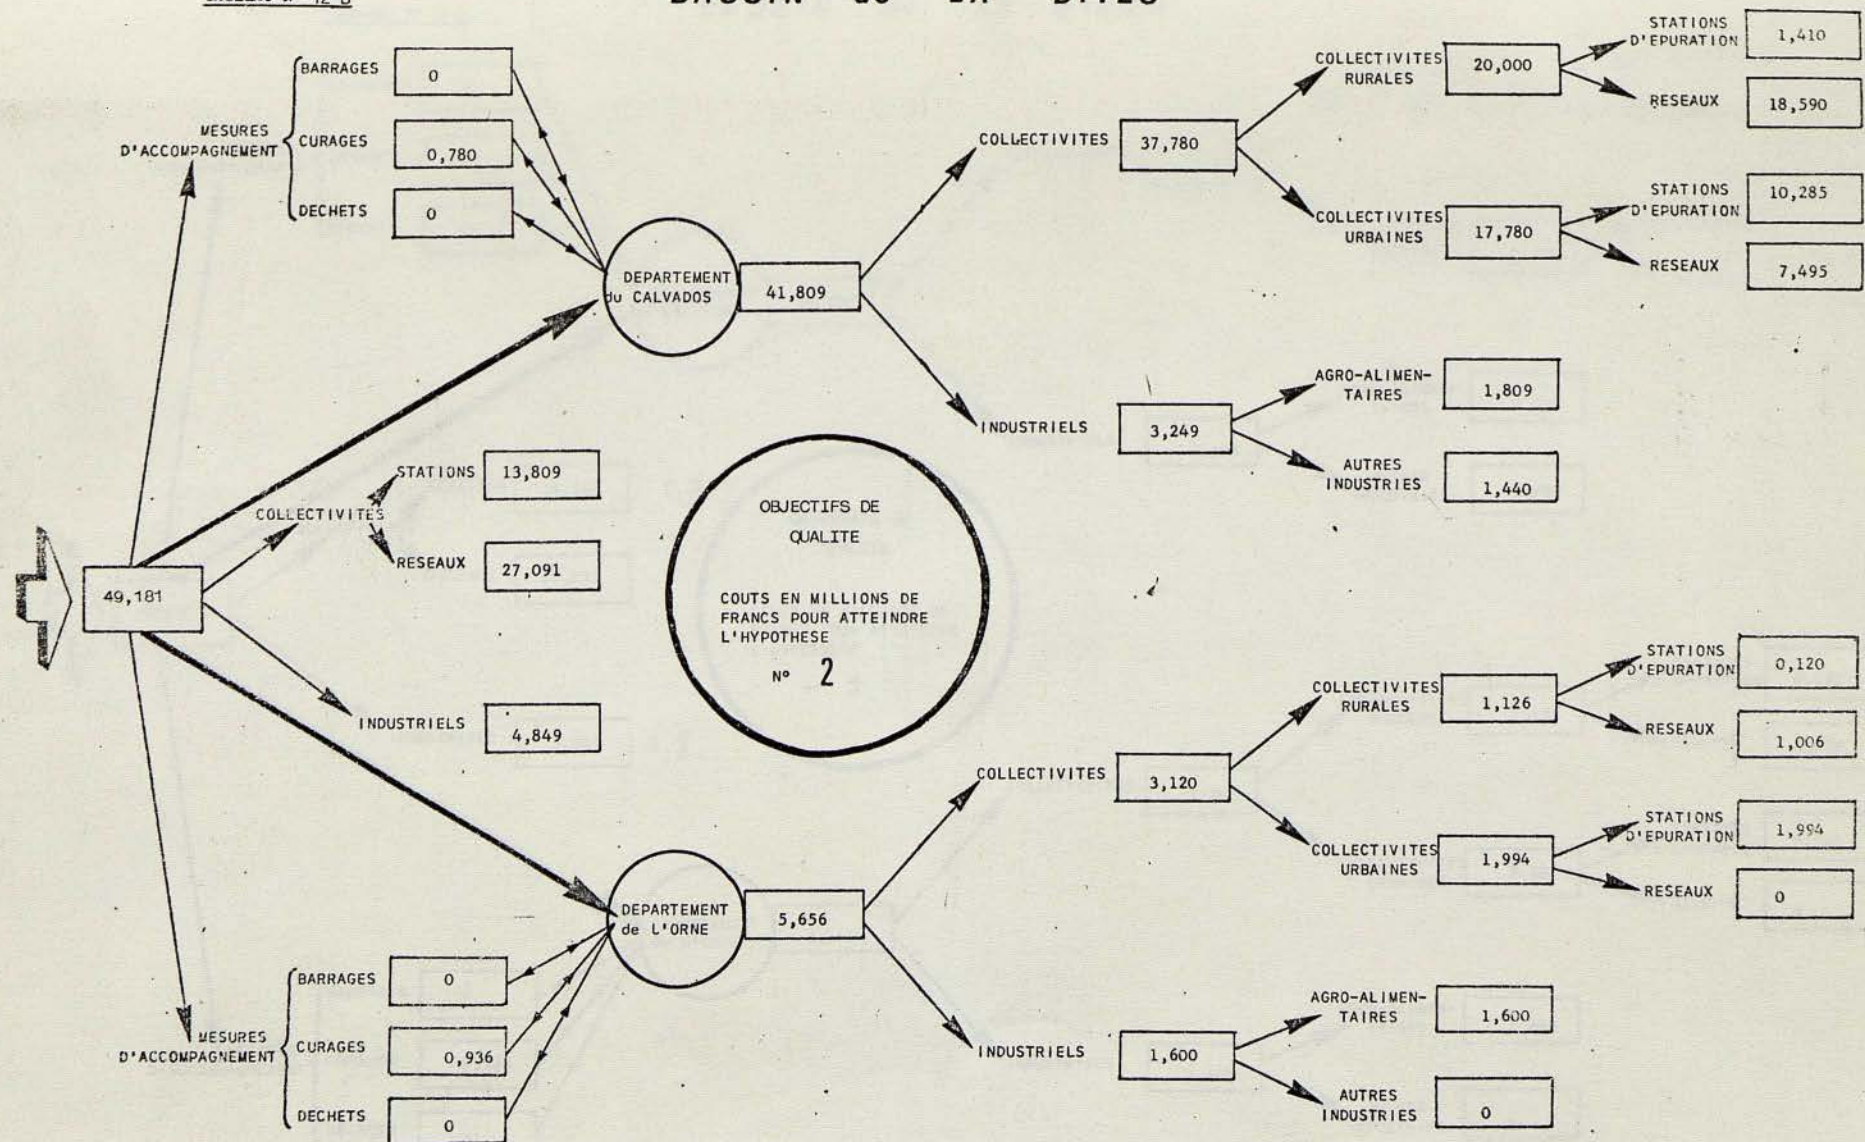 BASSIN de LA DIVES
MESURES
D'ACCOMPAGNEMENT
BARRAGES
0
CURAGES
0,780
DECHETS
0
DEPARTEMENT
du CALVADOS
41,809
COLLECTIVITES
37,780
COLLECTIVITES
RURALES
20,000
STATIONS
D'EPURATION
1,410
RESEAUX
18,590
COLLECTIVITES
URBAINES
17,780
STATIONS
D'EPURATION
10,285
RESEAUX
7,495
INDUSTRIELS
3,249
AGRO-ALIMEN-
TAIRES
1,809
AUTRES
INDUSTRIES
1,440
49,181
COLLECTIVITES
STATIONS
13,809
RESEAUX
27,091
INDUSTRIELS
4,849
OBJECTIFS DE
QUALITE
COUTS EN MILLIONS DE
FRANCS POUR ATTEINDRE
L'HYPOTHESE
N° 2
DEPARTEMENT
de L'ORNE
5,656
COLLECTIVITES
3,120
COLLECTIVITES
RURALES
1,126
STATIONS
D'EPURATION
0,120
RESEAUX
1,006
COLLECTIVITES
URBAINES
1,994
STATIONS
D'EPURATION
1,994
RESEAUX
0
INDUSTRIELS
1,600
AGRO-ALIMEN-
TAIRES
1,600
AUTRES
INDUSTRIES
0
MESURES
D'ACCOMPAGNEMENT
BARRAGES
0
CURAGES
0,936
DECHETS
0